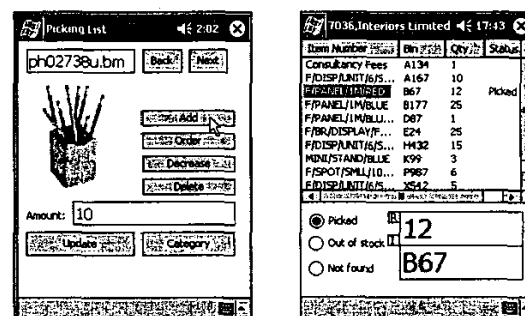 Picking List 2:02
ph02738u.bm Back Next
Add
Order
Decrease
Delete
Amount: 10
Update Category
7036,Interiors Limited 17:43
Item Number Bin Qty Status
Consultancy Fees A134 1
F/DISP/UNIT/6/S... A167 10
F/PANEL/1M/RED B67 12 Picked
F/PANEL/1M/BLUE B177 25
F/PANEL/1M/BLU... D87 1
F/BR/DISPLAY/F... E24 25
F/DISP/UNIT/6/S... H432 15
MINI/STAND/BLUE K99 3
F/SPOT/SMLL/10... P987 6
F/DISP/UNIT/6/S... X542 5
Picked 12
Out of stock
Not found B67